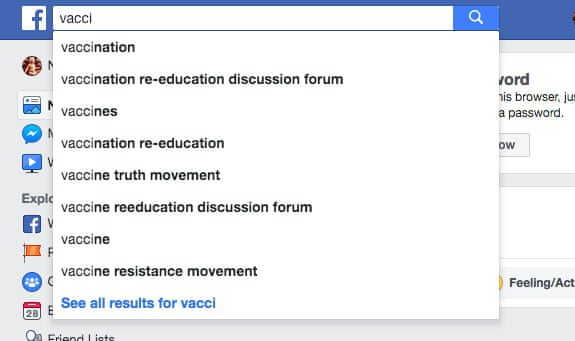 f
vacci
vaccination
vaccination re-education discussion forum
vaccines
vaccination re-education
vaccine truth movement
vaccine reeducation discussion forum
vaccine
vaccine resistance movement
See all results for vacci
N
N
M
W
Explo
W
P
G
28
E
Friend Lists
word
his browser, jus
a password.
ow
Feeling/Act